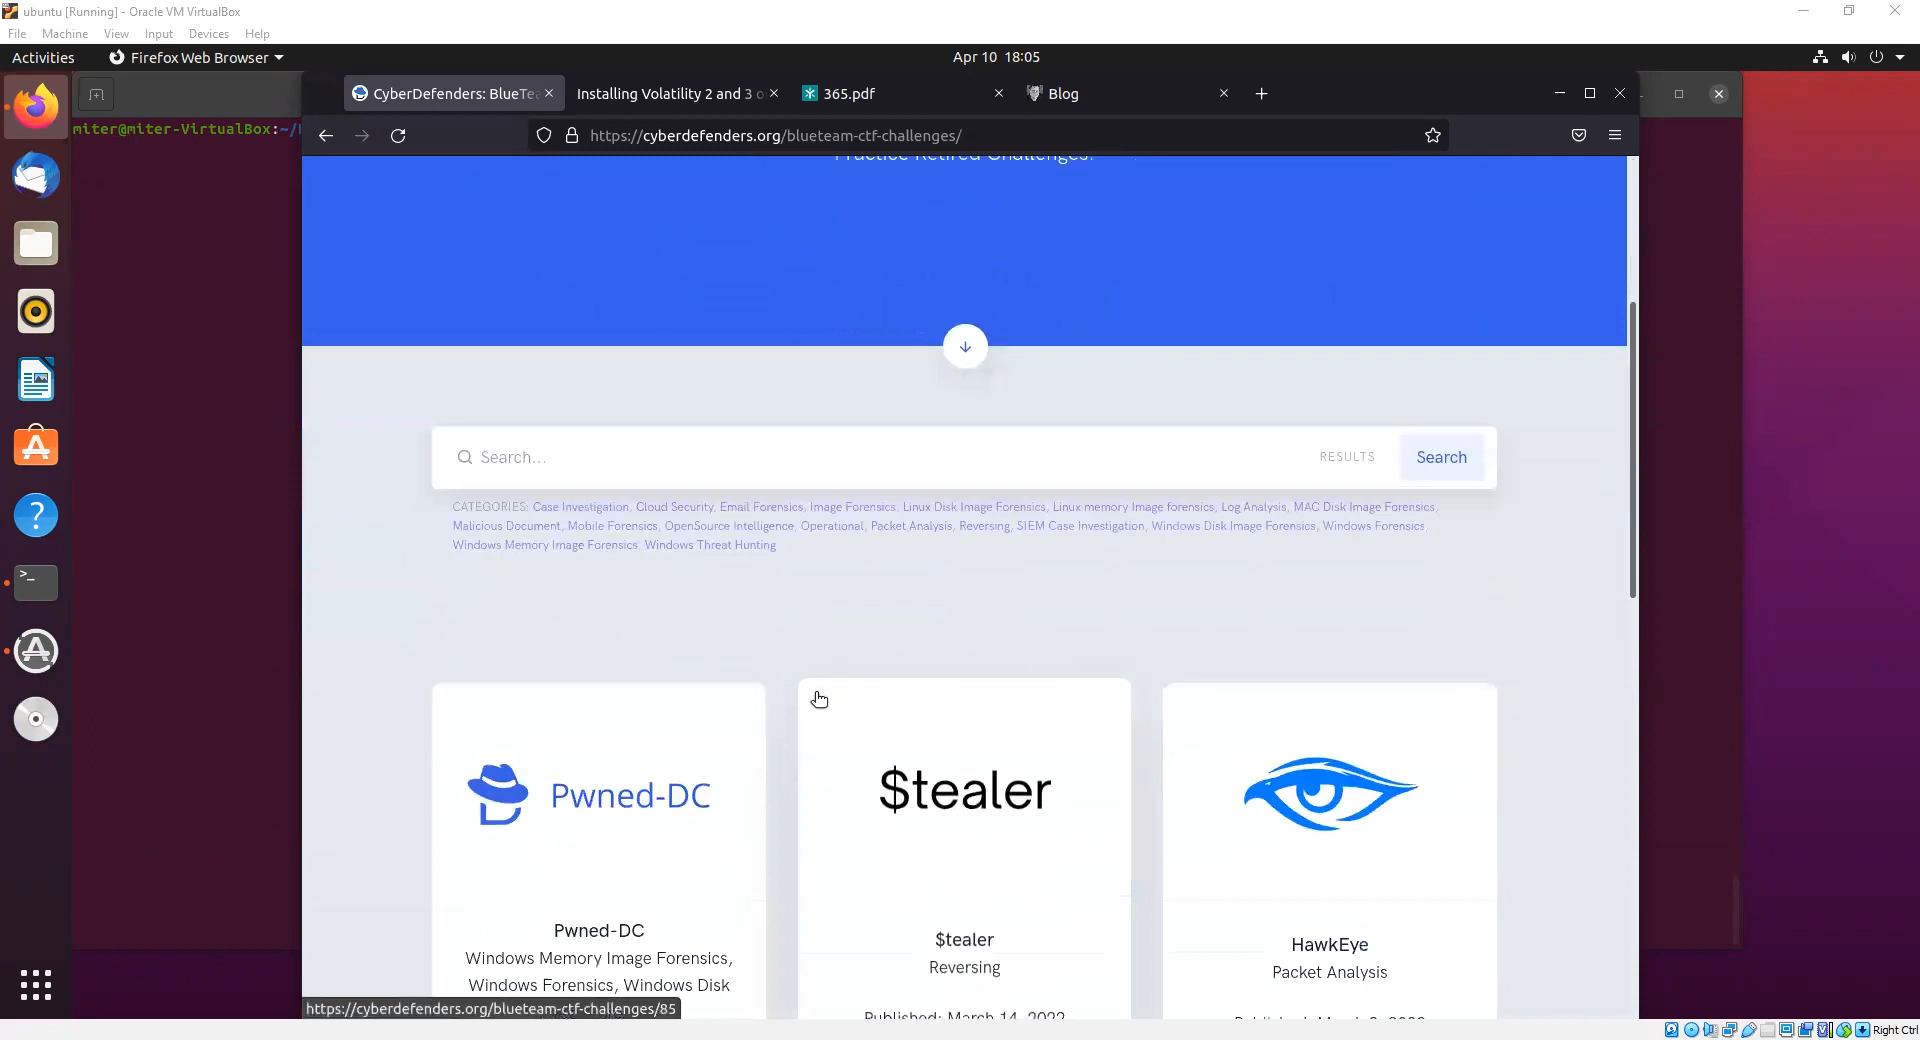 ubuntu [Running] - Oracle VM VirtualBox
File Machine View Input Devices Help
Activities Firefox Web Browser Apr 10 18:05
CyberDefenders: BlueTea Installing Volatility 2 and 3 o 365.pdf Blog
miter@miter-VirtualBox:~/
https://cyberdefenders.org/blueteam-ctf-challenges/
Practice Retired Challenges!
Search... RESULTS Search
CATEGORIES: Case Investigation, Cloud Security, Email Forensics, Image Forensics, Linux Disk Image Forensics, Linux memory Image forensics, Log Analysis, MAC Disk Image Forensics,
Malicious Document, Mobile Forensics, OpenSource Intelligence, Operational, Packet Analysis, Reversing, SIEM Case Investigation, Windows Disk Image Forensics, Windows Forensics,
Windows Memory Image Forensics, Windows Threat Hunting
Pwned-DC
$tealer
Pwned-DC
Windows Memory Image Forensics,
Windows Forensics, Windows Disk
$tealer
Reversing
Published: March 14, 2022
HawkEye
Packet Analysis
https://cyberdefenders.org/blueteam-ctf-challenges/85
Right Ctrl